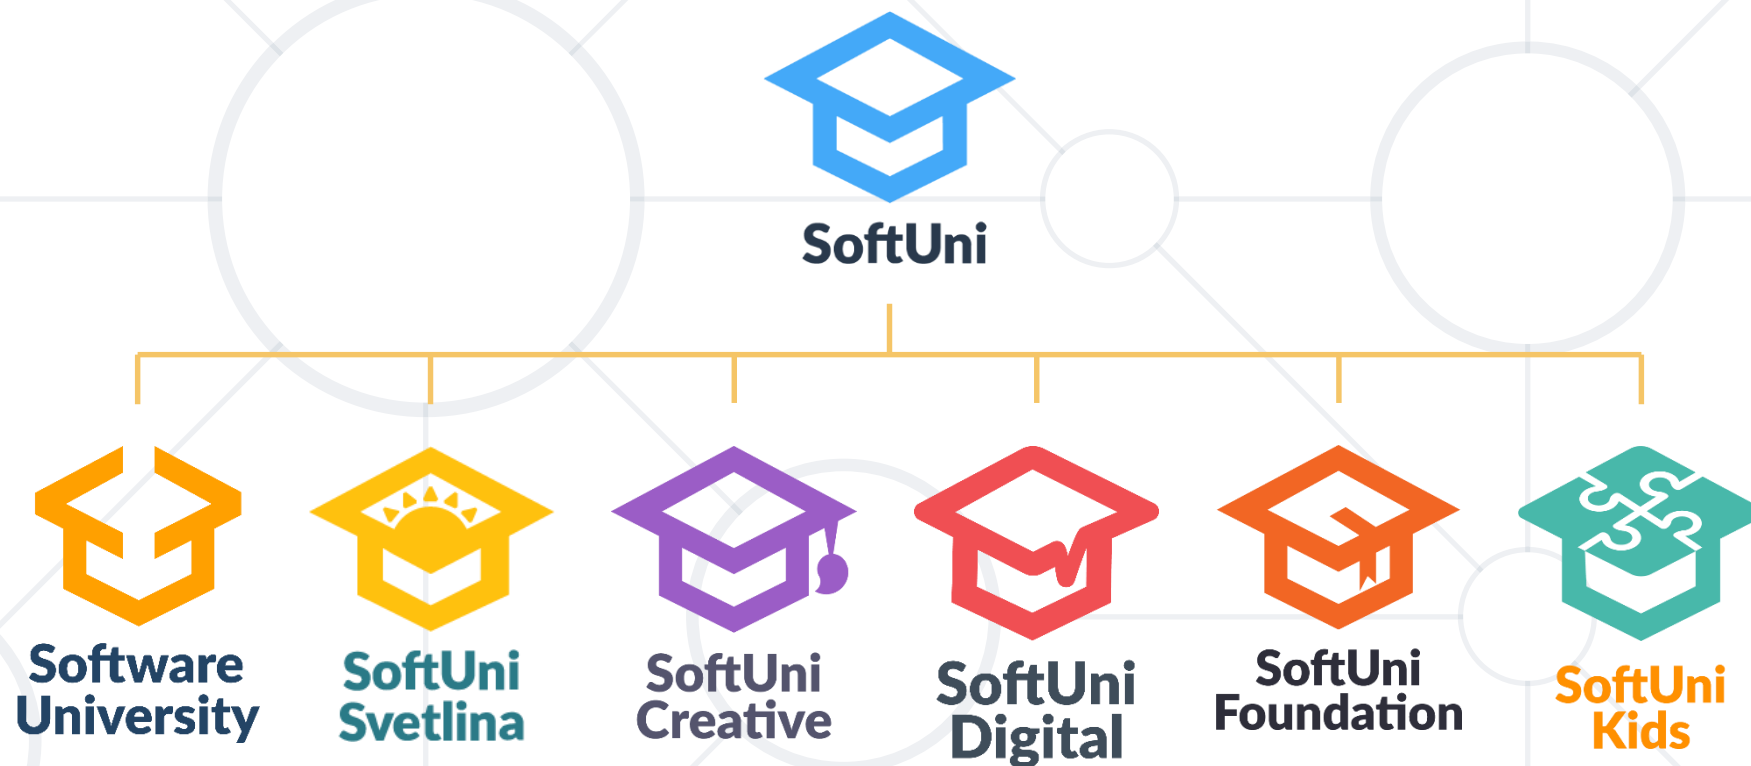 SoftUni
Software
University
SoftUni
Svetlina
SoftUni
Creative
SoftUni
Digital
SoftUni
Foundation
SoftUni
Kids